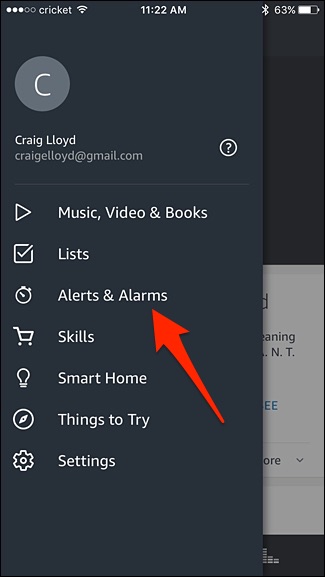 cricket 11:22 AM 63%
C
Craig Lloyd
craigelloyd@gmail.com
?
Music, Video & Books
Lists
Alerts & Alarms
Skills
Smart Home
Things to Try
Settings
d
eaning
. N. T.
EE
ore